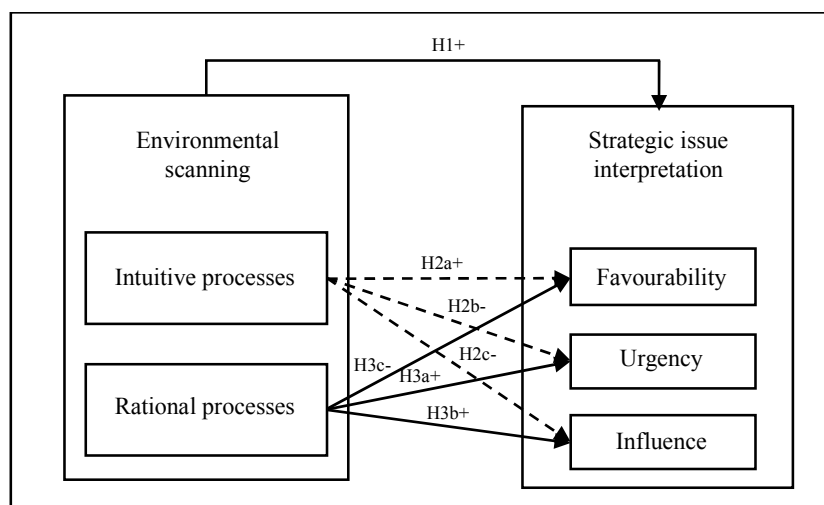 H1+
Environmental
scanning
Strategic issue
interpretation
Intuitive processes
H2a+
Favourability
H2b-
H2c-
Urgency
H3c-
H3a+
Rational processes
H3b+
Influence